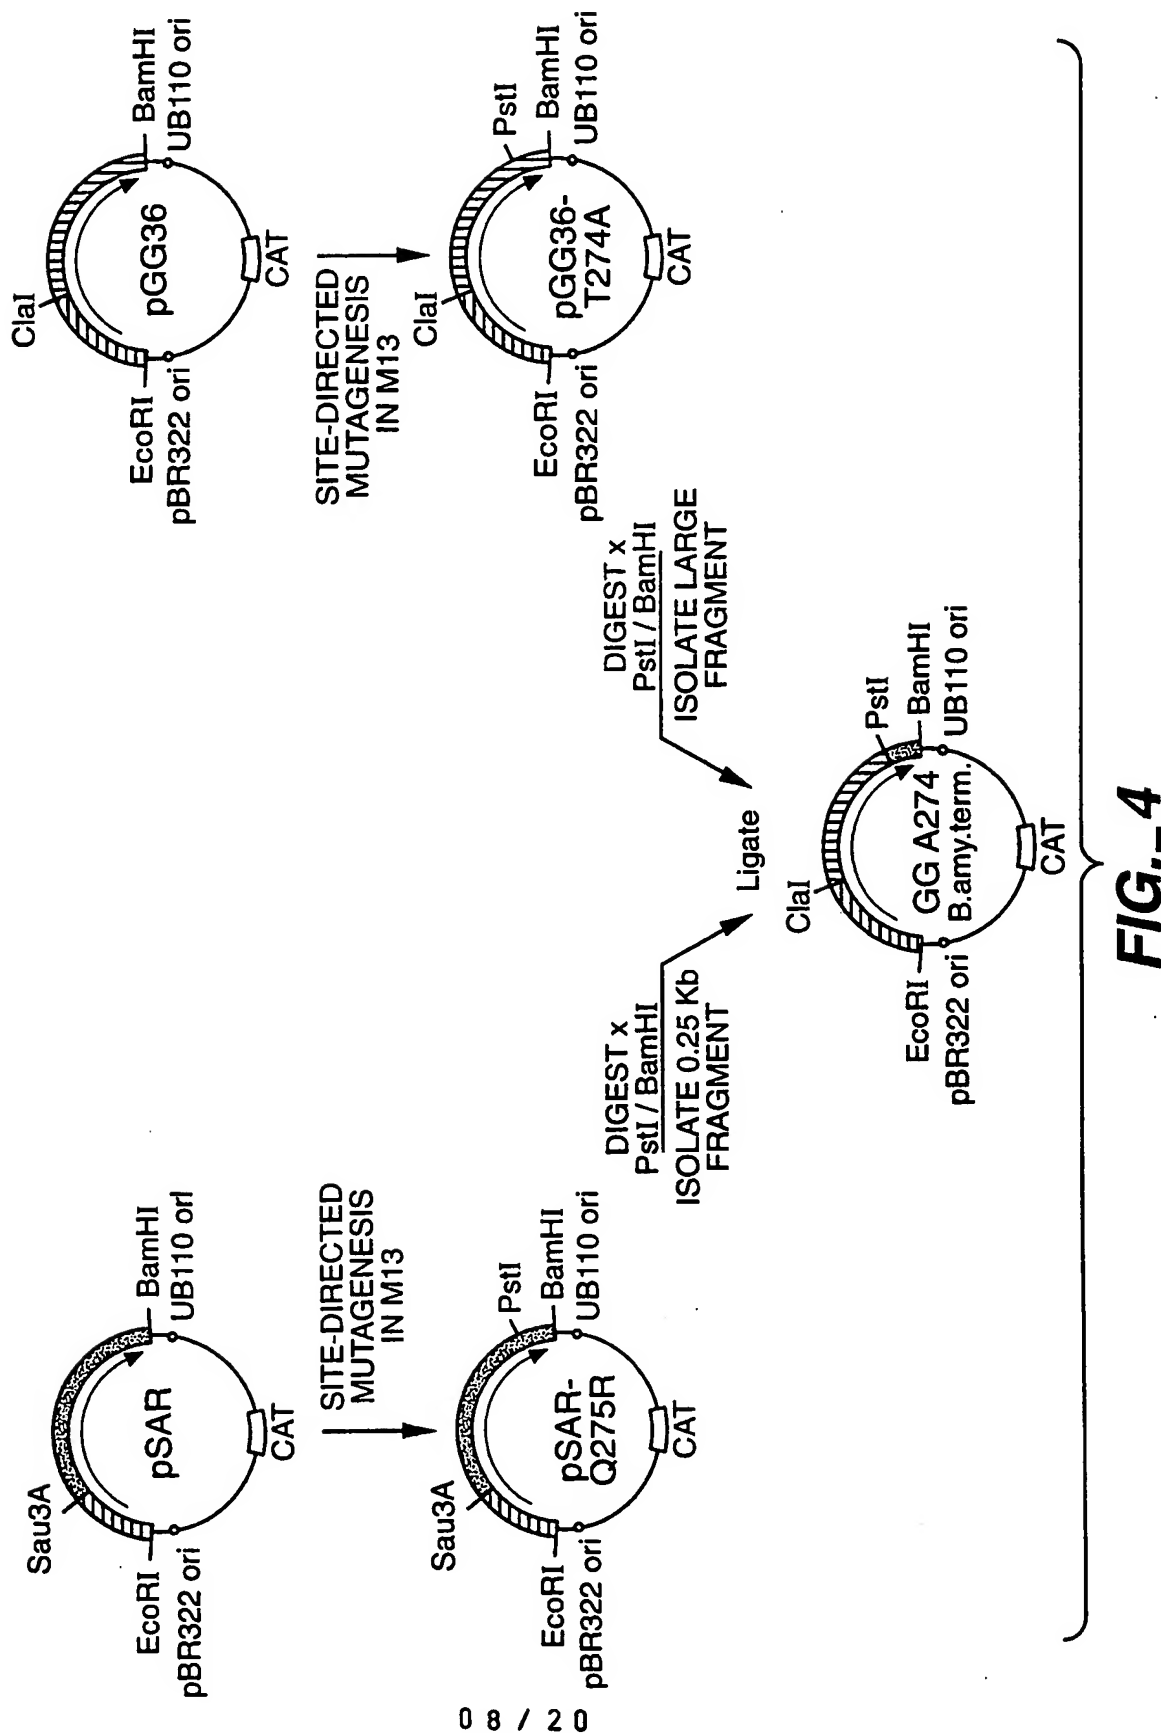 Sau3A
pSAR
EcoRI
pBR322 ori
BamHI
UB110 ori
CAT
SITE-DIRECTED
MUTAGENESIS
IN M13
Sau3A
pSAR-
Q275R
EcoRI
pBR322 ori
PstI
BamHI
UB110 ori
CAT
DIGEST x
PstI / BamHI
ISOLATE 0.25 Kb
FRAGMENT
ClaI
pGG36
EcoRI
pBR322 ori
BamHI
UB110 ori
CAT
SITE-DIRECTED
MUTAGENESIS
IN M13
ClaI
pGG36-
T274A
EcoRI
pBR322 ori
PstI
BamHI
UB110 ori
CAT
DIGEST x
PstI / BamHI
ISOLATE LARGE
FRAGMENT
Ligate
ClaI
GG A274
B.amy.term.
EcoRI
pBR322 ori
PstI
BamHI
UB110 ori
CAT
FIG._4
08/20